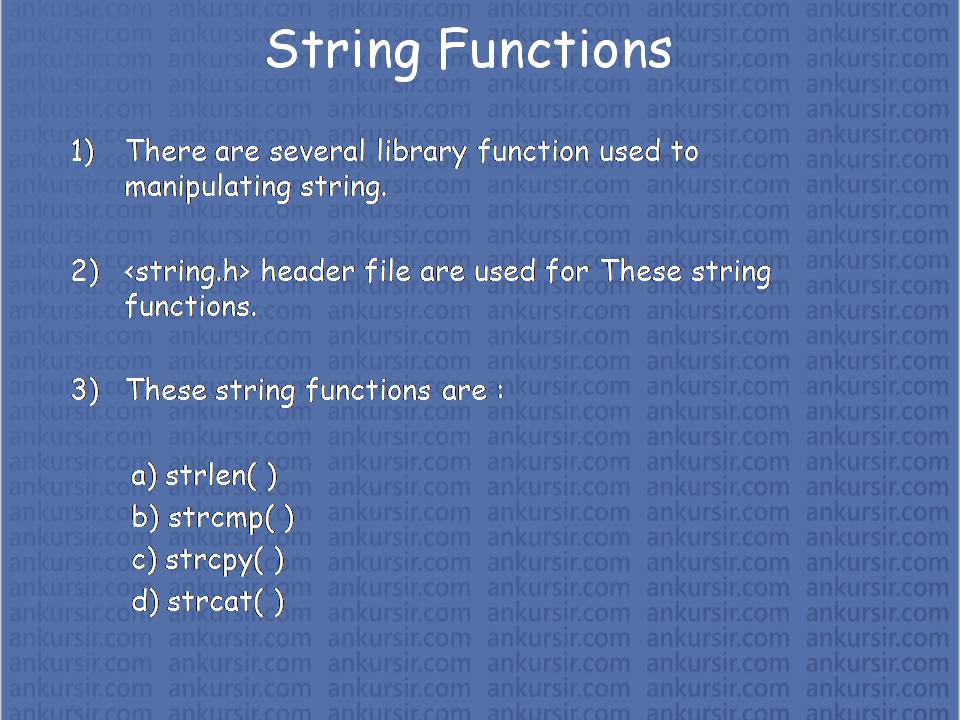 String Functions
1) There are several library function used to
manipulating string.
2) <string.h> header file are used for These string
functions.
3) These string functions are :
a) strlen( )
b) strcmp( )
c) strcpy( )
d) strcat( )
ankursir.com